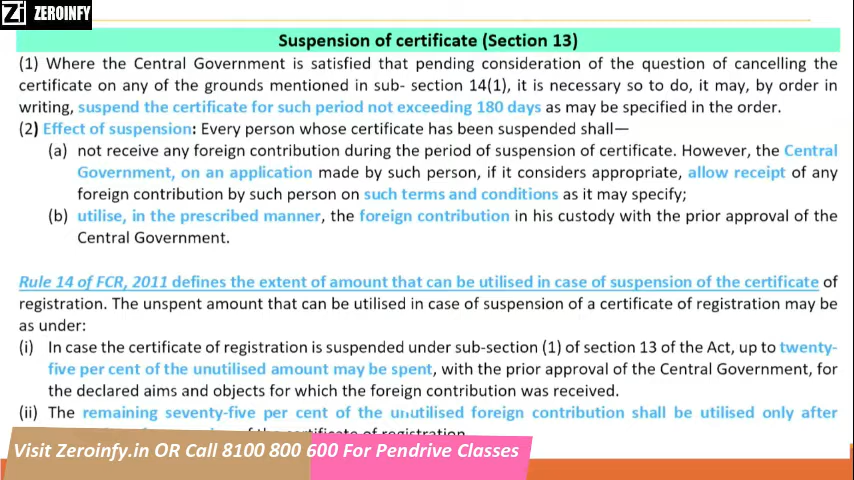 Zi ZEROINFY
Suspension of certificate (Section 13)
(1) Where the Central Government is satisfied that pending consideration of the question of cancelling the
certificate on any of the grounds mentioned in sub- section 14(1), it is necessary so to do, it may, by order in
writing, suspend the certificate for such period not exceeding 180 days as may be specified in the order.
(2) Effect of suspension: Every person whose certificate has been suspended shall—
(a) not receive any foreign contribution during the period of suspension of certificate. However, the Central
Government, on an application made by such person, if it considers appropriate, allow receipt of any
foreign contribution by such person on such terms and conditions as it may specify;
(b) utilise, in the prescribed manner, the foreign contribution in his custody with the prior approval of the
Central Government.
Rule 14 of FCR, 2011 defines the extent of amount that can be utilised in case of suspension of the certificate of
registration. The unspent amount that can be utilised in case of suspension of a certificate of registration may be
as under:
(i) In case the certificate of registration is suspended under sub-section (1) of section 13 of the Act, up to twenty-
five per cent of the unutilised amount may be spent, with the prior approval of the Central Government, for
the declared aims and objects for which the foreign contribution was received.
(ii) The remaining seventy-five per cent of the unutilised foreign contribution shall be utilised only after
of the certificate of registration.
Visit Zeroinfy.in OR Call 8100 800 600 For Pendrive Classes